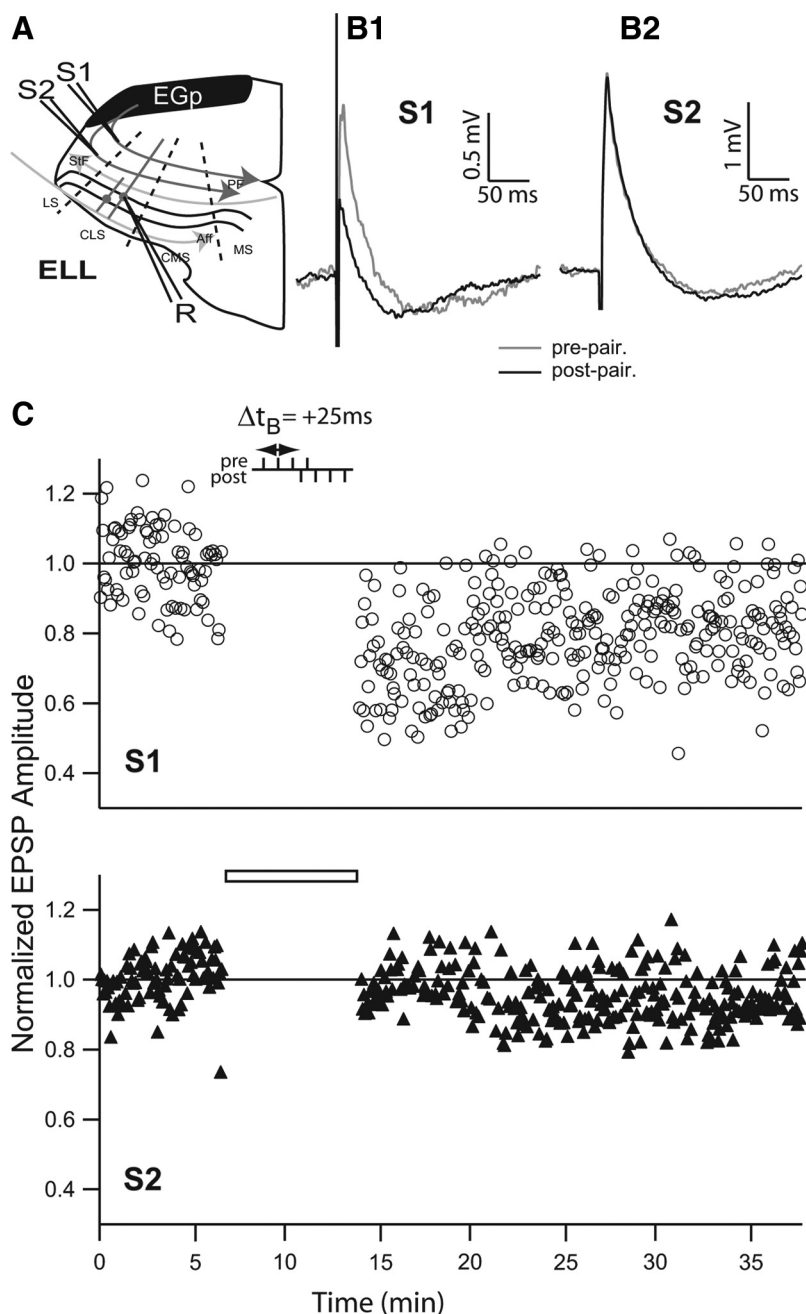 A
B1
B2
S1
S2
EGp
StF
PF
LS
CLS
CMS
Aff
MS
ELL
R
S1
0.5 mV
50 ms
S2
1 mV
50 ms
pre-pair.
post-pair.
C
ΔtB = +25ms
pre
post
Normalized EPSP Amplitude
1.2
1.0
0.8
0.6
0.4
S1
1.2
1.0
0.8
0.6
0.4
S2
0 5 10 15 20 25 30 35
Time (min)